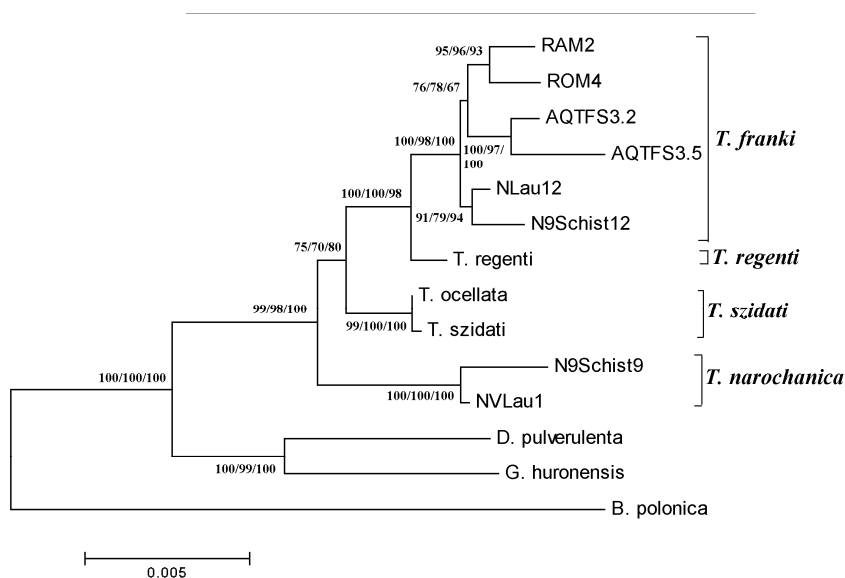 RAM2
95/96/93
ROM4
76/78/67
AQTFS3.2
T. franki
100/98/100
100/97/
100
AQTFS3.5
NLau12
100/100/98
91/79/94
N9Schist12
75/70/80
T. regenti
T. regenti
T. ocellata
99/98/100
T. szidati
99/100/100
T. szidati
N9Schist9
T. narochanica
100/100/100
100/100/100
NVLau1
D. pulverulenta
100/99/100
G. huronensis
B. polonica
0.005